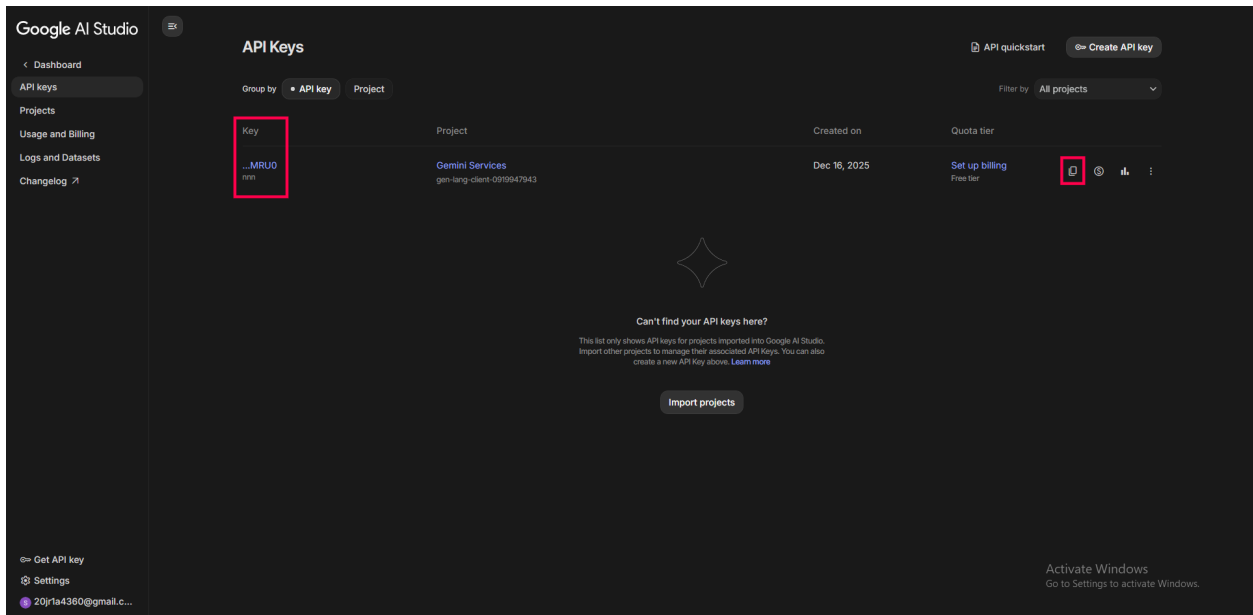 Google AI Studio
Dashboard
API keys
Projects
Usage and Billing
Logs and Datasets
Changelog
API Keys
API quickstart
Create API key
Group by
API key
Project
Filter by
All projects
Key
Project
Created on
Quota tier
...MRU0
Gemini Services
Dec 16, 2025
Set up billing
nnn
gen-lang-client-0919947943
Free tier
Can't find your API keys here?
This list only shows API keys for projects imported into Google AI Studio.
Import other projects to manage their associated API Keys. You can also
create a new API Key above. Learn more
Import projects
Get API key
Settings
s
20jr1a4360@gmail.c...
Activate Windows
Go to Settings to activate Windows.